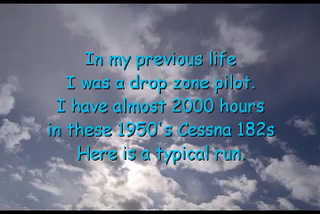 In my previous life
I was a drop zone pilot.
I have almost 2000 hours
in these 1950's Cessna 182s
Here is a typical run.